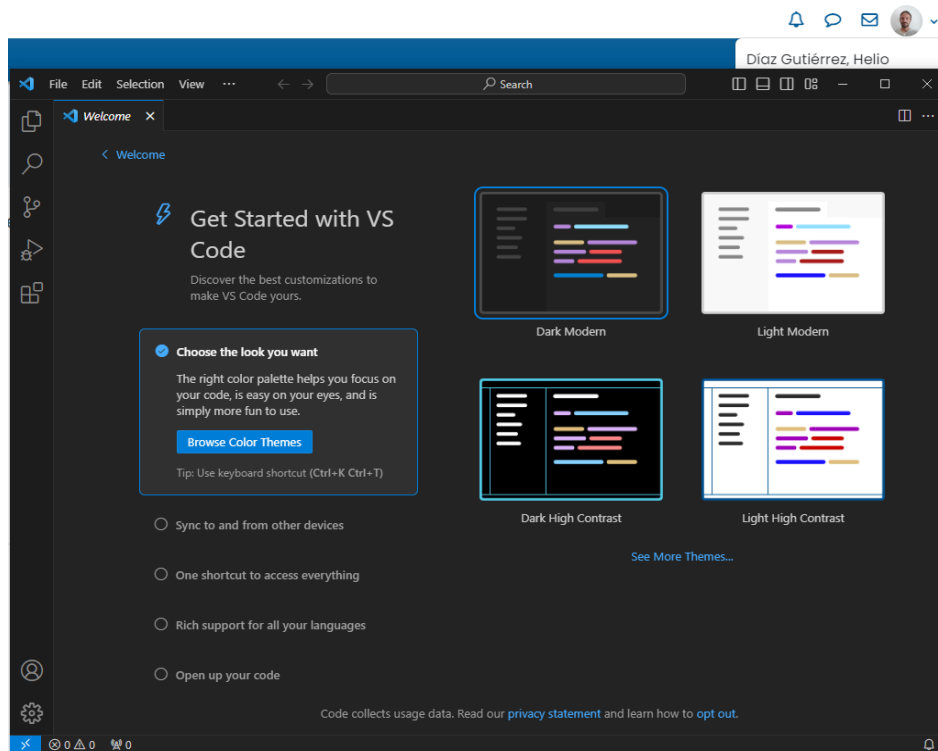 Díaz Gutiérrez, Helio
File Edit Selection View ··· Search
Welcome
Welcome
Get Started with VS
Code
Discover the best customizations to
make VS Code yours.
Choose the look you want
The right color palette helps you focus on
your code, is easy on your eyes, and is
simply more fun to use.
Browse Color Themes
Tip: Use keyboard shortcut (Ctrl+K Ctrl+T)
Sync to and from other devices
One shortcut to access everything
Rich support for all your languages
Open up your code
Dark Modern
Light Modern
Dark High Contrast
Light High Contrast
See More Themes...
Code collects usage data. Read our privacy statement and learn how to opt out.
0 0 0